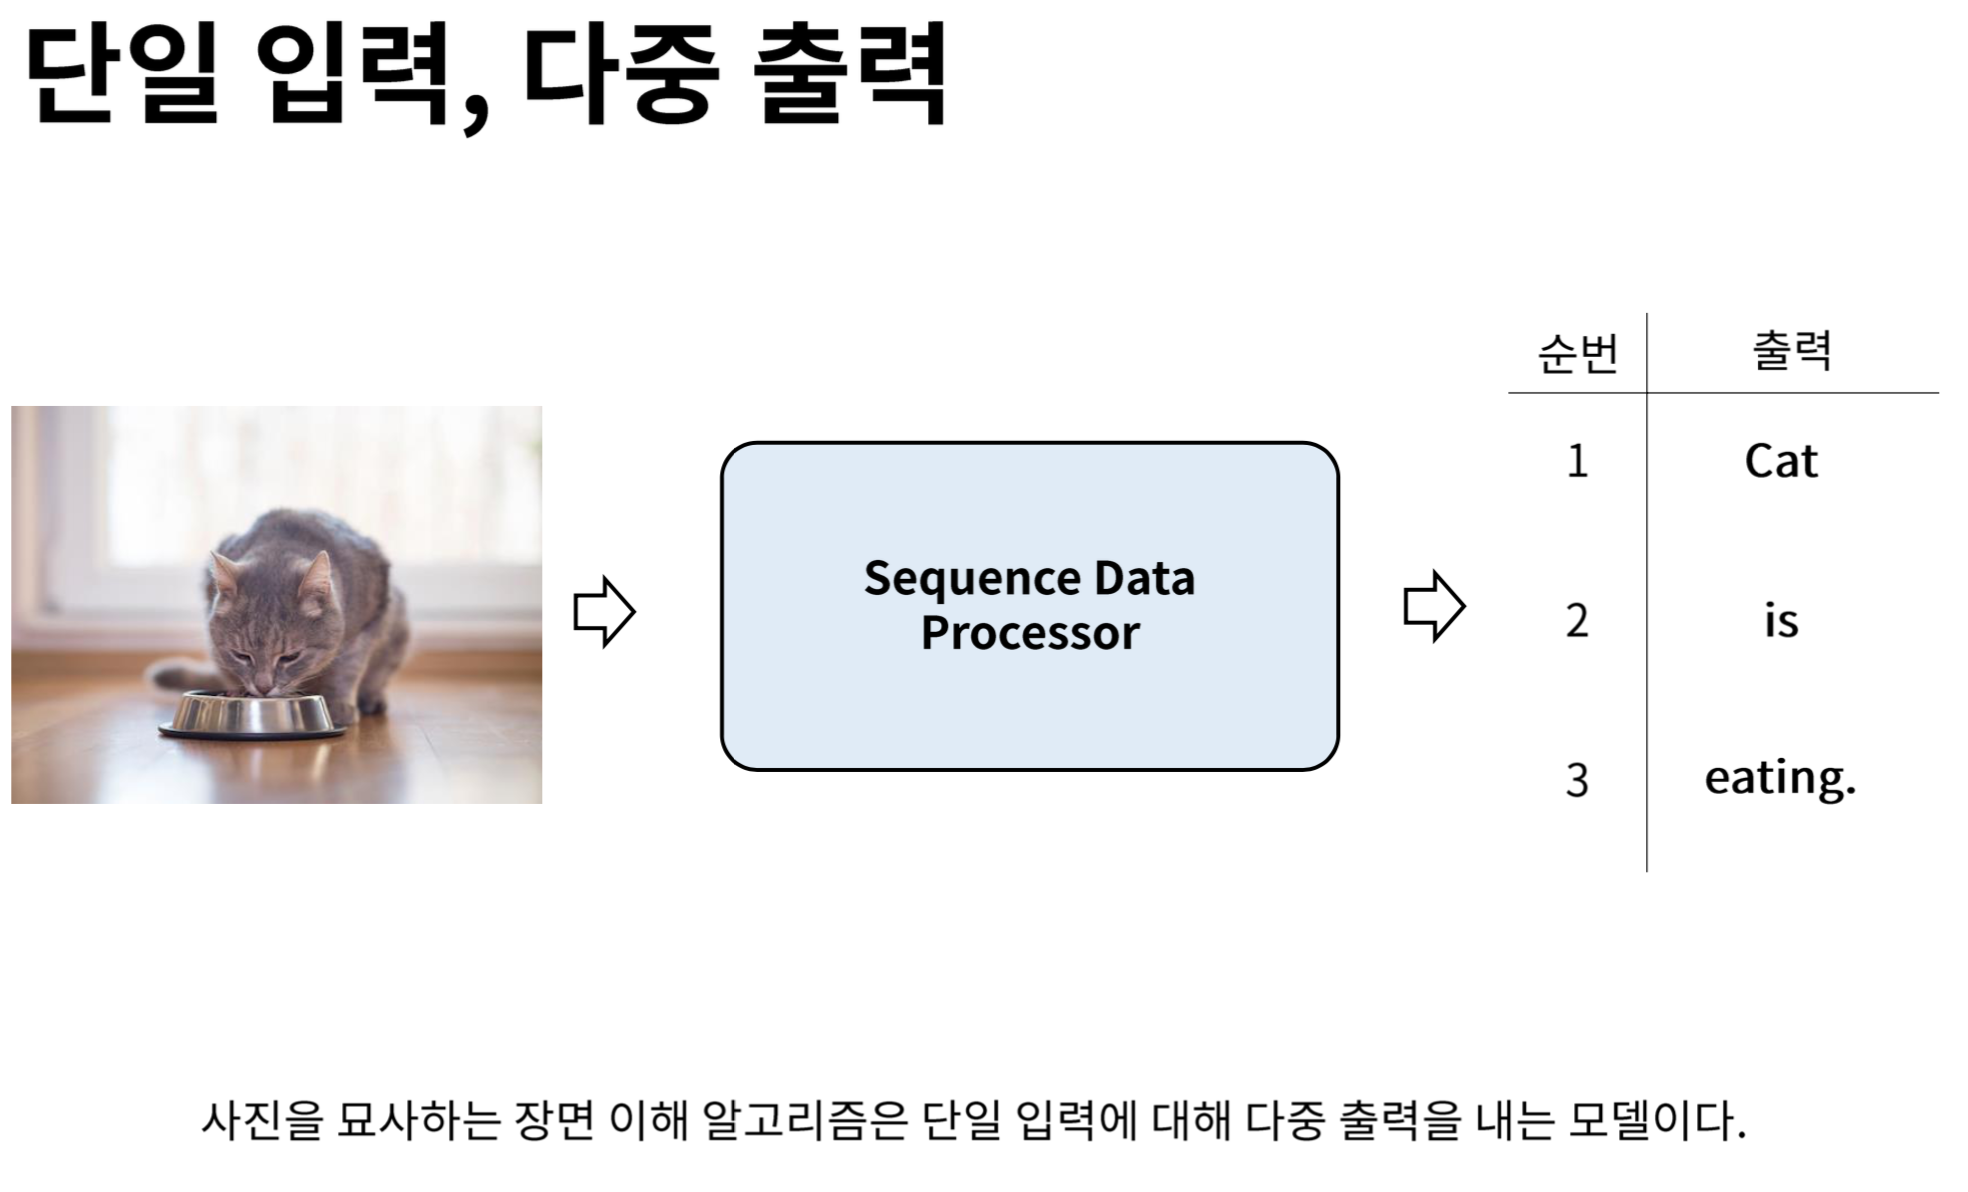 단일 입력, 다중 출력
Sequence Data
Processor
순번 출력
1 Cat
2 is
3 eating.
사진을 묘사하는 장면 이해 알고리즘은 단일 입력에 대해 다중 출력을 내는 모델이다.